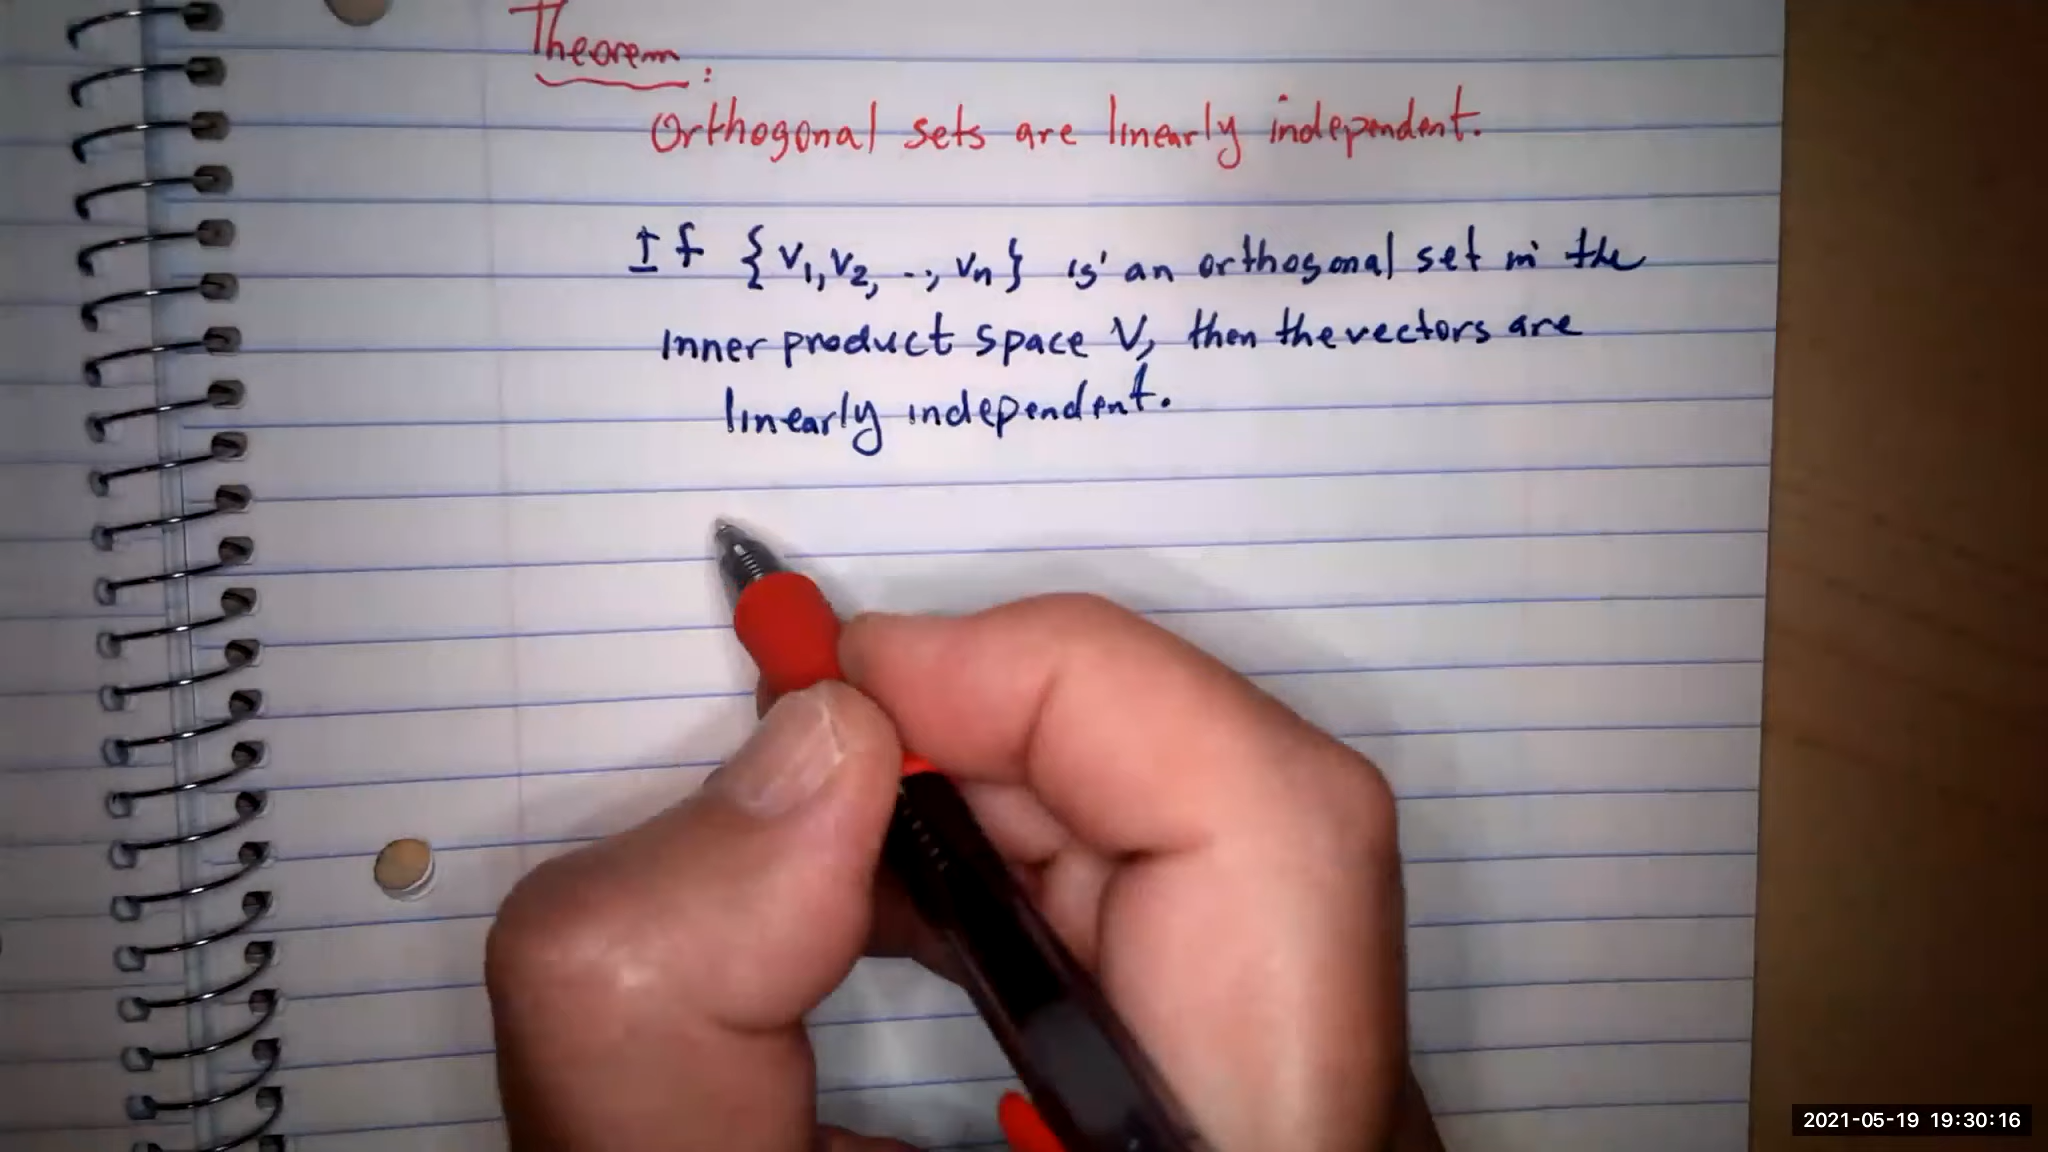 Theorem:
Orthogonal sets are linearly independent.
If {v1, v2, .., vn} is an orthogonal set in the
inner product space V, then the vectors are
linearly independent.
2021-05-19 19:30:16